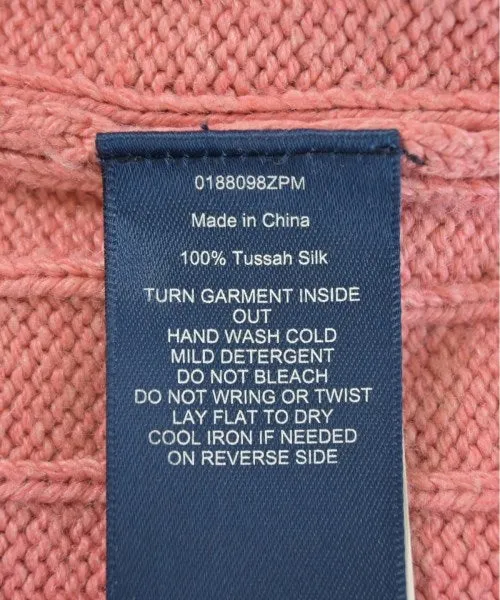 0188098ZPM
Made in China
100% Tussah Silk
TURN GARMENT INSIDE
OUT
HAND WASH COLD
MILD DETERGENT
DO NOT BLEACH
DO NOT WRING OR TWIST
LAY FLAT TO DRY
COOL IRON IF NEEDED
ON REVERSE SIDE